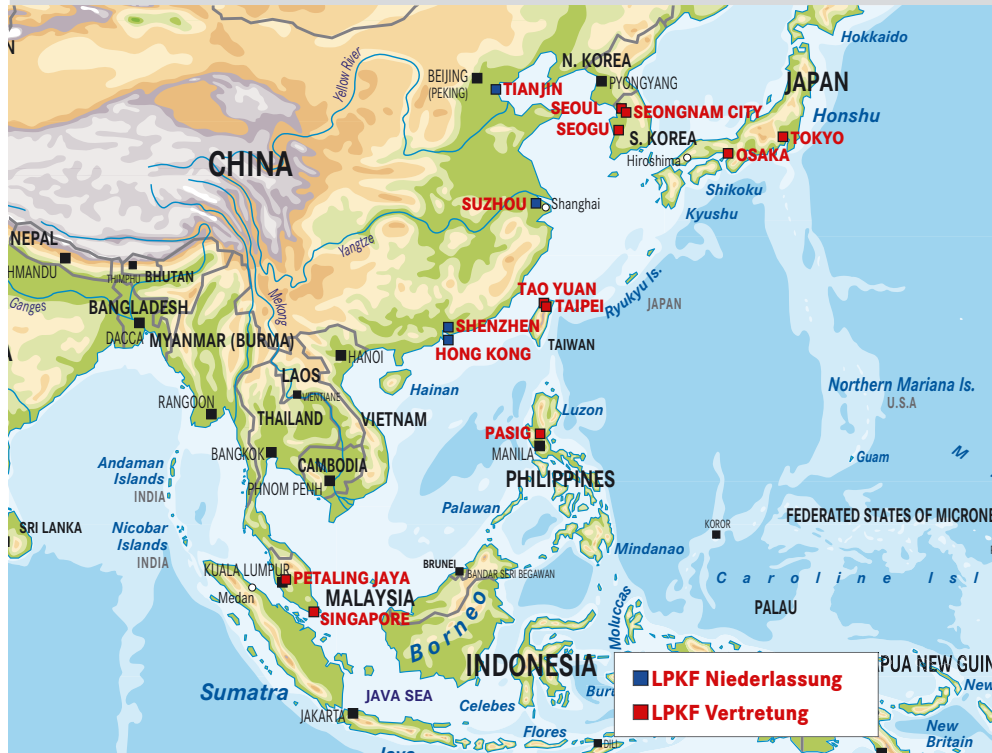 Hokkaido
N. KOREA
Yellow River
BEIJING
(PEKING)
PYONGYANG
JAPAN
TIANJIN
SEOUL
SEONGNAM CITY
Honshu
SEOGU
S. KOREA
TOKYO
CHINA
Hiroshima
OSAKA
Shikoku
SUZHOU
Shanghai
Kyushu
NEPAL
Yangtze
HMANDU
THIMPHU
BHUTAN
Ryukyu Is.
TAO YUAN
Ganges
Mekong
JAPAN
BANGLADESH
TAIPEI
DACCA
MYANMAR (BURMA)
SHENZHEN
TAIWAN
HONG KONG
HANOI
LAOS
Hainan
Northern Mariana Is.
U.S.A
VIENTIANE
RANGOON
THAILAND
VIETNAM
Luzon
PASIG
BANGKOK
MANILA
Guam
M
Andaman
Islands
INDIA
CAMBODIA
PHNOM PENH
PHILIPPINES
Palawan
SRI LANKA
Nicobar
Islands
INDIA
KOROR
FEDERATED STATES OF MICRONE
Mindanao
BRUNEI
BANDAR SERI BEGAWAN
KUALA LUMPUR
PETALING JAYA
Caroline Isl
Medan
MALAYSIA
PALAU
SINGAPORE
Moluccas
Borneo
INDONESIA
PUA NEW GUIN
LPKF Niederlassung
New
Sumatra
JAVA SEA
Buru
Celebes
LPKF Vertretung
JAKARTA
Flores
New
Britain
DILI
Java